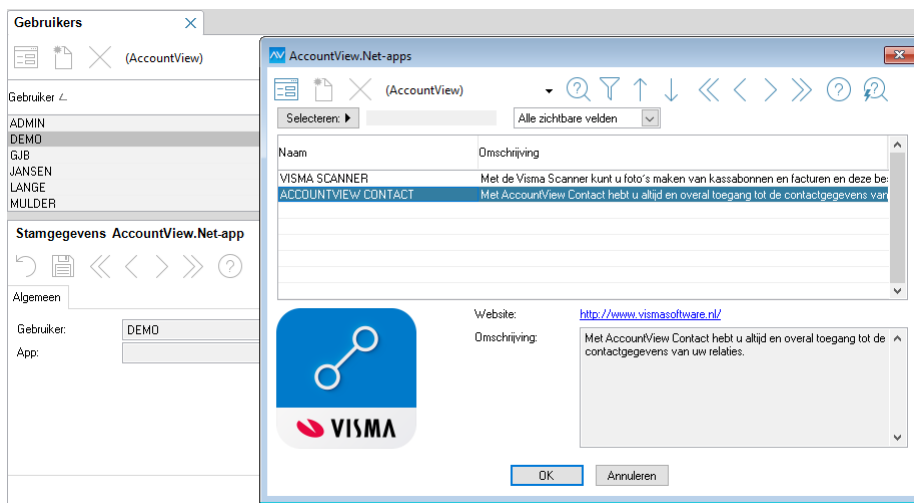 Gebruikers
(AccountView)
Gebruiker
ADMIN
DEMO
GJB
JANSEN
LANGE
MULDER
Stamgegevens AccountView.Net-app
Algemeen
Gebruiker: DEMO
App:
AccountView.Net-apps
(AccountView)
Selecteren: Alle zichtbare velden
Naam Omschrijving
VISMA SCANNER Met de Visma Scanner kunt u foto's maken van kassabonnen en facturen en deze be
ACCOUNTVIEW CONTACT Met AccountView Contact hebt u altijd en overal toegang tot de contactgegevens van
VISMA
Website: http://www.vismasoftware.nl/
Omschrijving: Met AccountView Contact hebt u altijd en overal toegang tot de
contactgegevens van uw relaties.
OK Annuleren